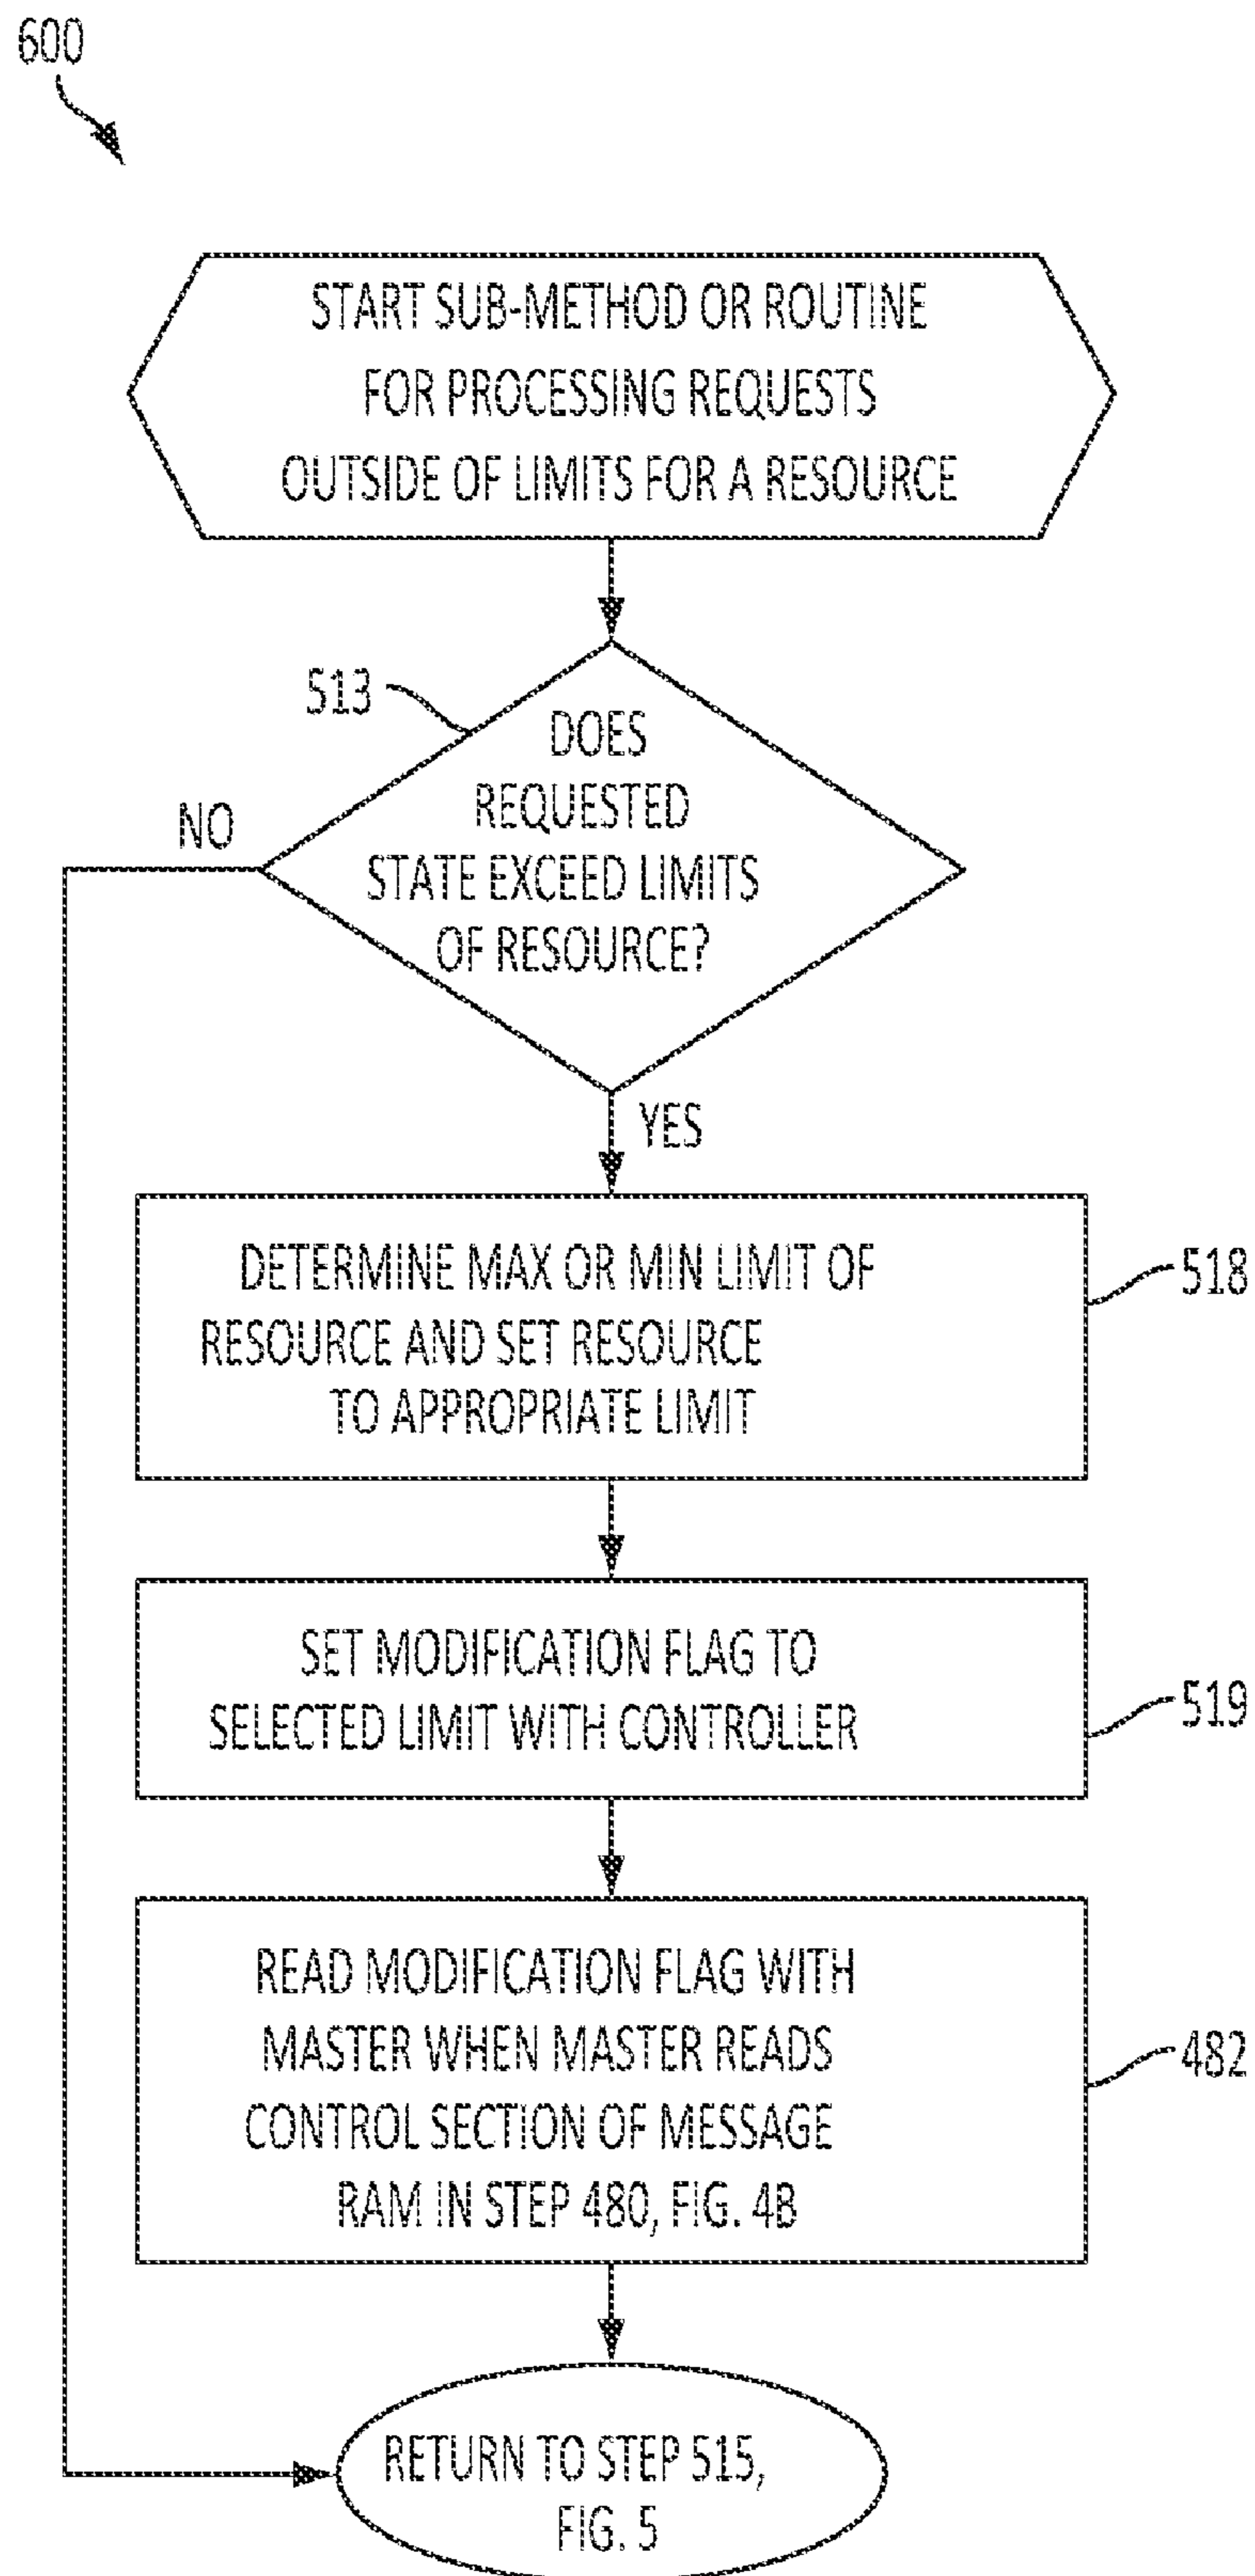 600
START SUB-METHOD OR ROUTINE
FOR PROCESSING REQUESTS
OUTSIDE OF LIMITS FOR A RESOURCE
513
DOES
REQUESTED
STATE EXCEED LIMITS
OF RESOURCE?
NO
YES
DETERMINE MAX OR MIN LIMIT OF
RESOURCE AND SET RESOURCE
TO APPROPRIATE LIMIT
518
SET MODIFICATION FLAG TO
SELECTED LIMIT WITH CONTROLLER
519
READ MODIFICATION FLAG WITH
MASTER WHEN MASTER READS
CONTROL SECTION OF MESSAGE
RAM IN STEP 480, FIG. 4B
482
RETURN TO STEP 515,
FIG. 5